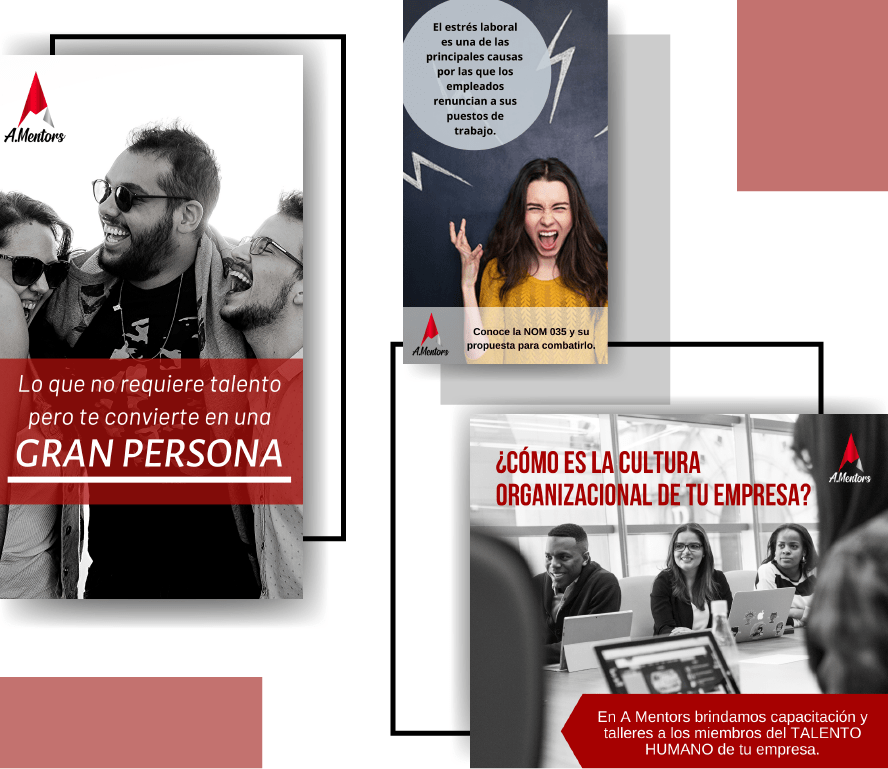 A.Mentors
Lo que no requiere talento
pero te convierte en una
GRAN PERSONA
El estrés laboral
es una de las
principales causas
por las que los
empleados
renuncian a sus
puestos de
trabajo.
A.Mentors
Conoce la NOM 035 y su
propuesta para combatirlo.
¿CÓMO ES LA CULTURA
ORGANIZACIONAL DE TU EMPRESA?
A.Mentors
En A Mentors brindamos capacitación y
talleres a los miembros del TALENTO
HUMANO de tu empresa.